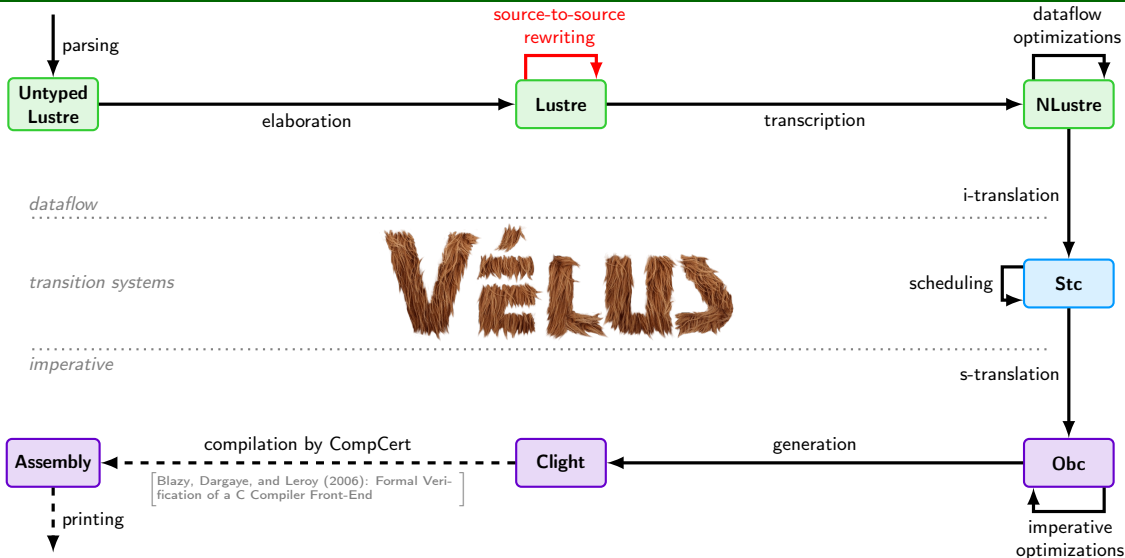 source-to-source
rewriting
dataflow
optimizations
parsing
Untyped
Lustre
Lustre
NLustre
elaboration
transcription
i-translation
dataflow
VÉLUS
transition systems
scheduling
Stc
imperative
s-translation
compilation by CompCert
generation
Assembly
Clight
Obc
Blazy, Dargaye, and Leroy (2006): Formal Veri-
fication of a C Compiler Front-End
printing
imperative
optimizations